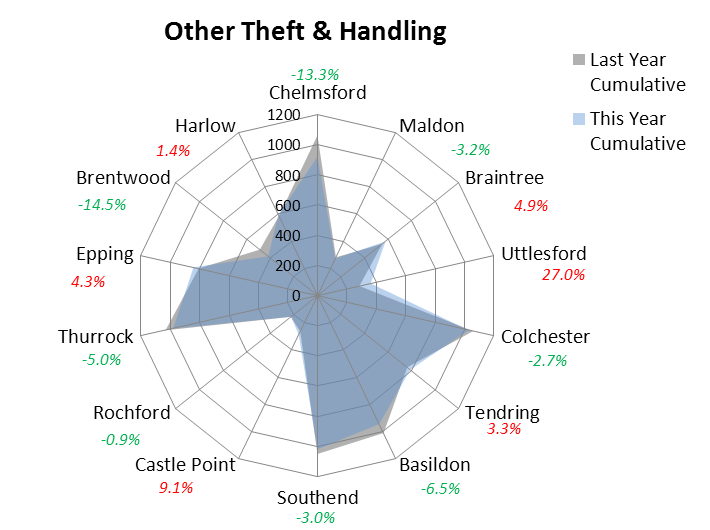 Other Theft & Handling
Last Year
Cumulative
This Year
Cumulative
-13.3%
Chelmsford
1200
1000
800
600
400
200
0
Maldon
-3.2%
Braintree
4.9%
Uttlesford
27.0%
Colchester
-2.7%
Tendring
3.3%
Basildon
-6.5%
Southend
-3.0%
Castle Point
9.1%
Rochford
-0.9%
Thurrock
-5.0%
Epping
4.3%
Brentwood
-14.5%
Harlow
1.4%